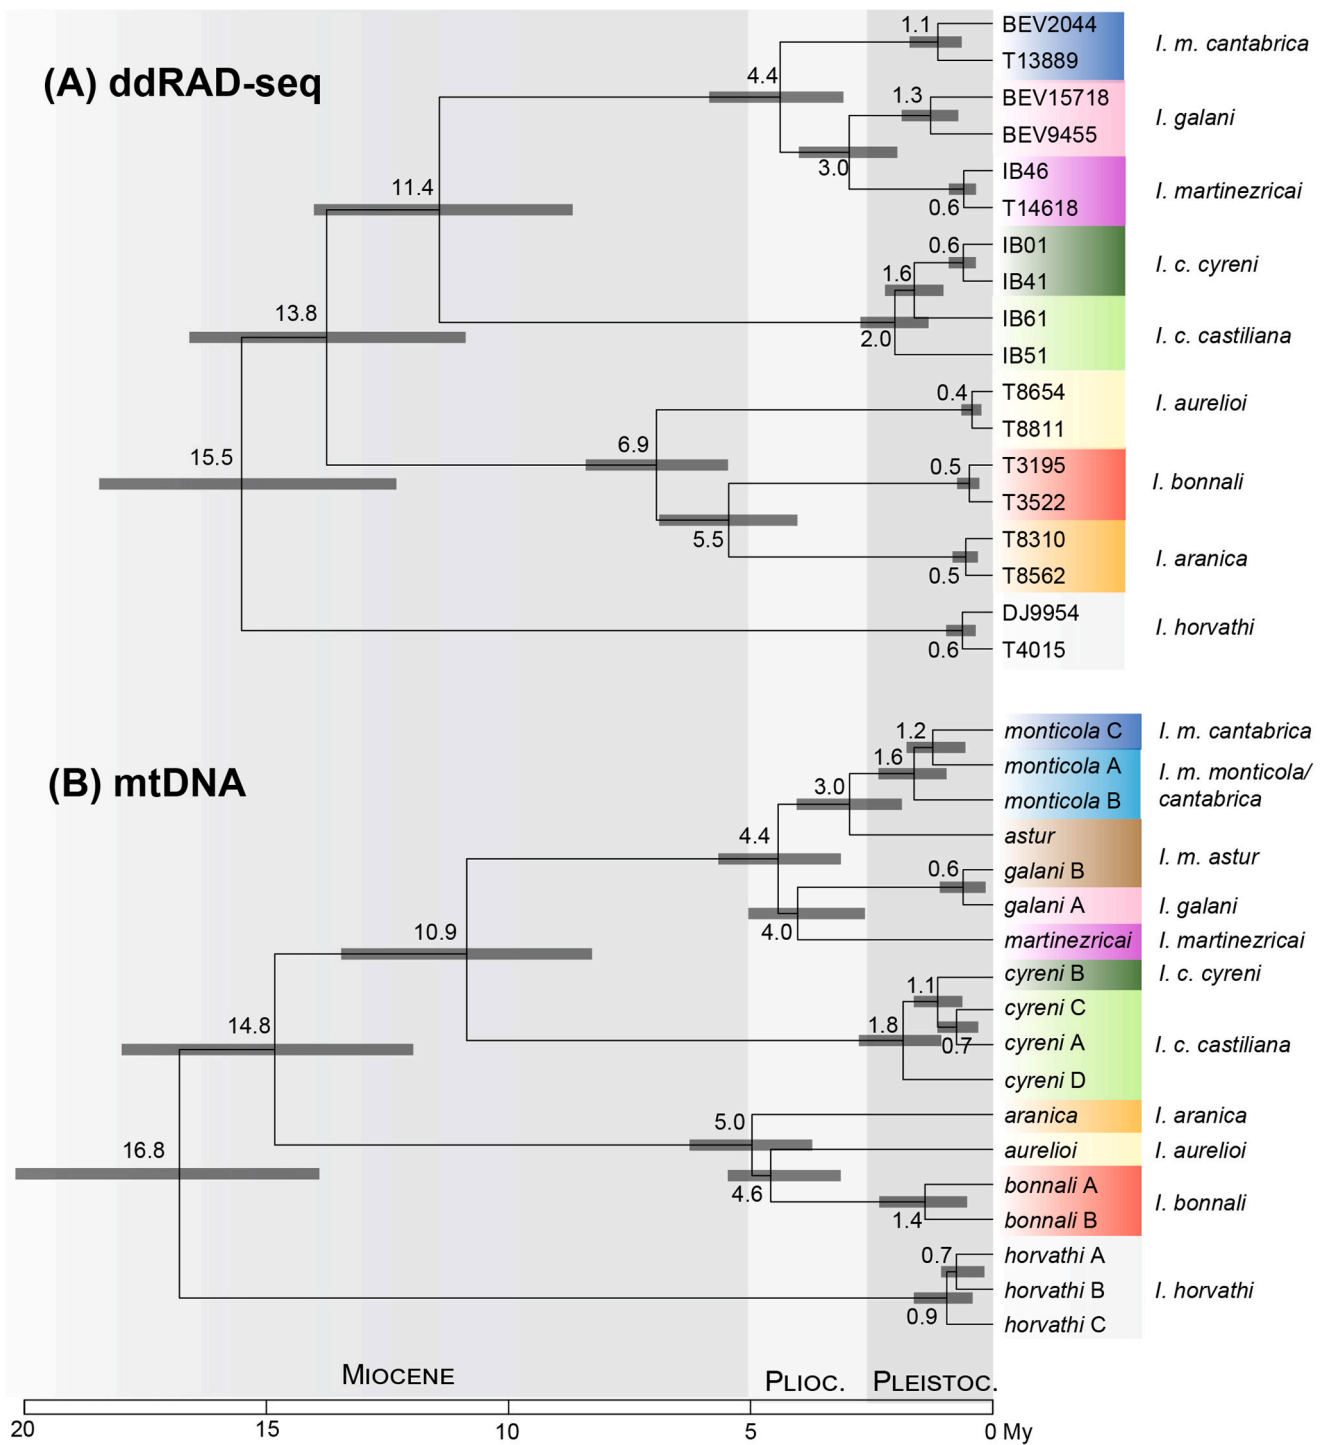 (A) ddRAD-seq
1.1
BEV2044
T13889
I. m. cantabrica
4.4
1.3
BEV15718
BEV9455
I. galani
3.0
11.4
IB46
T14618
I. martinezricai
0.6
0.6
IB01
IB41
I. c. cyreni
1.6
13.8
IB61
IB51
I. c. castiliana
2.0
0.4
T8654
T8811
I. aurelioi
6.9
15.5
0.5
T3195
T3522
I. bonnali
5.5
T8310
T8562
I. aranica
0.5
DJ9954
T4015
I. horvathi
0.6
(B) mtDNA
1.2
monticola C
I. m. cantabrica
1.6
monticola A
I. m. monticola/
cantabrica
3.0
monticola B
4.4
astur
I. m. astur
0.6
galani B
galani A
I. galani
4.0
10.9
martinezricai
I. martinezricai
cyreni B
I. c. cyreni
1.1
cyreni C
14.8
1.8
0.7
cyreni A
I. c. castiliana
cyreni D
5.0
aranica
I. aranica
16.8
aurelioi
I. aurelioi
4.6
bonnali A
I. bonnali
1.4
bonnali B
0.7
horvathi A
horvathi B
I. horvathi
0.9
horvathi C
MIOCENE
PLIOC.
PLEISTOC.
20
15
10
5
0 My